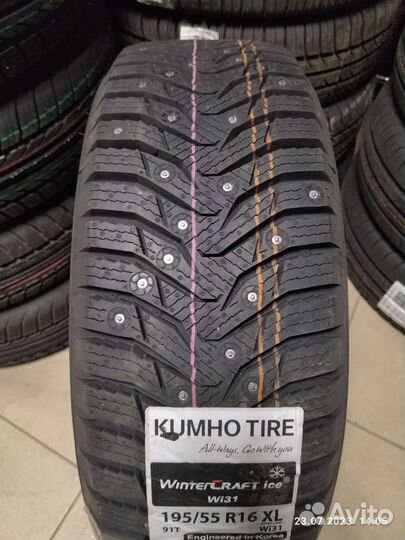 KUMHO TIRE
All-Ways, Go With you
WINTERCRAFT ice
Wi31
195/55 R16 XL
91T Wi31
Engineered in Korea
23.07.2023 14:05
Avito